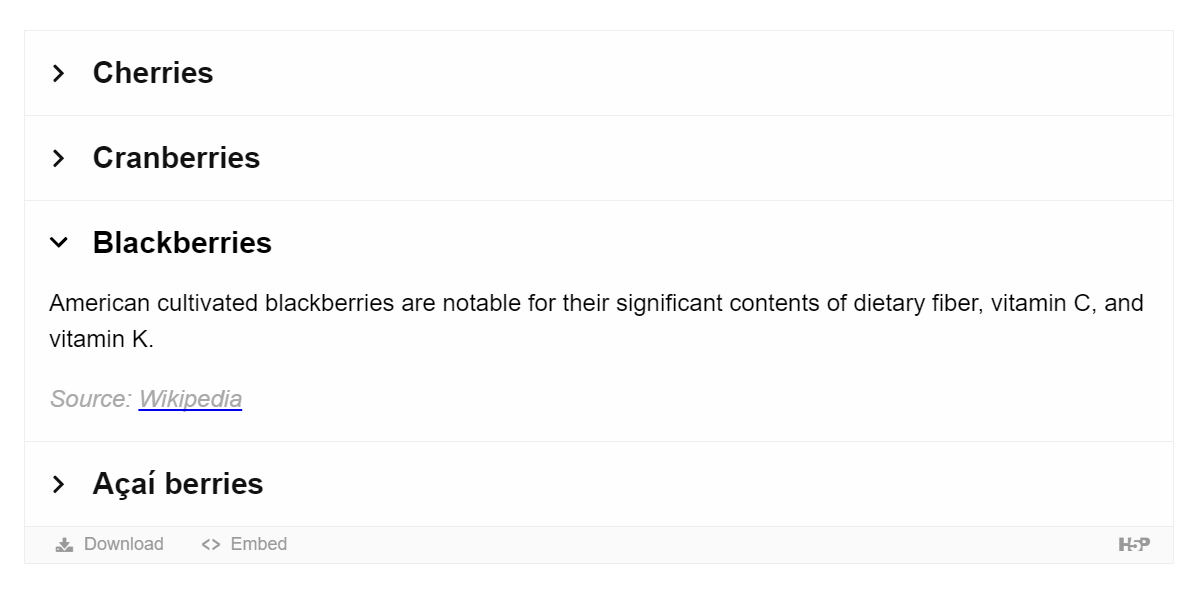 Cherries
Cranberries
Blackberries
American cultivated blackberries are notable for their significant contents of dietary fiber, vitamin C, and
vitamin K.
Source: Wikipedia
Açaí berries
Download Embed H5P